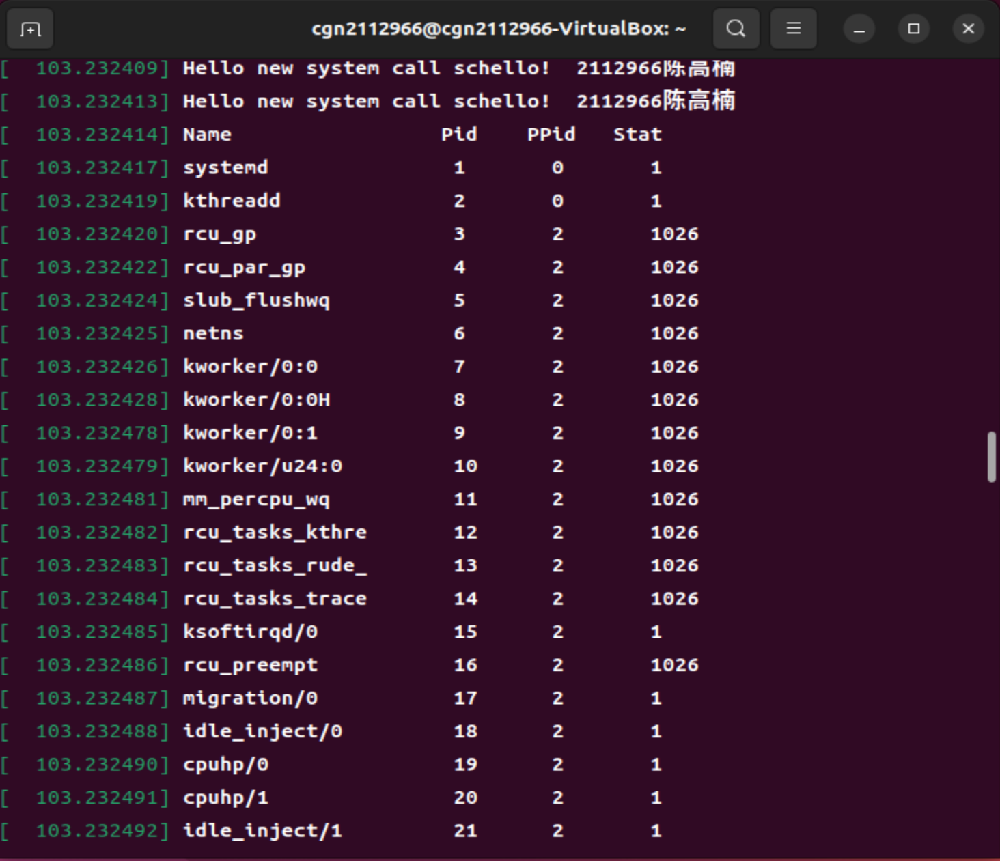 cgn2112966@cgn2112966-VirtualBox: ~
[  103.232409] Hello new system call schello!  2112966陈高楠
[  103.232413] Hello new system call schello!  2112966陈高楠
[  103.232414] Name                 Pid    PPid   Stat
[  103.232417] systemd               1       0       1
[  103.232419] kthreadd              2       0       1
[  103.232420] rcu_gp                3       2       1026
[  103.232422] rcu_par_gp            4       2       1026
[  103.232424] slub_flushwq          5       2       1026
[  103.232425] netns                 6       2       1026
[  103.232426] kworker/0:0           7       2       1026
[  103.232428] kworker/0:0H          8       2       1026
[  103.232478] kworker/0:1           9       2       1026
[  103.232479] kworker/u24:0         10      2       1026
[  103.232481] mm_percpu_wq          11      2       1026
[  103.232482] rcu_tasks_kthre       12      2       1026
[  103.232483] rcu_tasks_rude_       13      2       1026
[  103.232484] rcu_tasks_trace       14      2       1026
[  103.232485] ksoftirqd/0           15      2       1
[  103.232486] rcu_preempt           16      2       1026
[  103.232487] migration/0           17      2       1
[  103.232488] idle_inject/0         18      2       1
[  103.232490] cpuhp/0               19      2       1
[  103.232491] cpuhp/1               20      2       1
[  103.232492] idle_inject/1         21      2       1